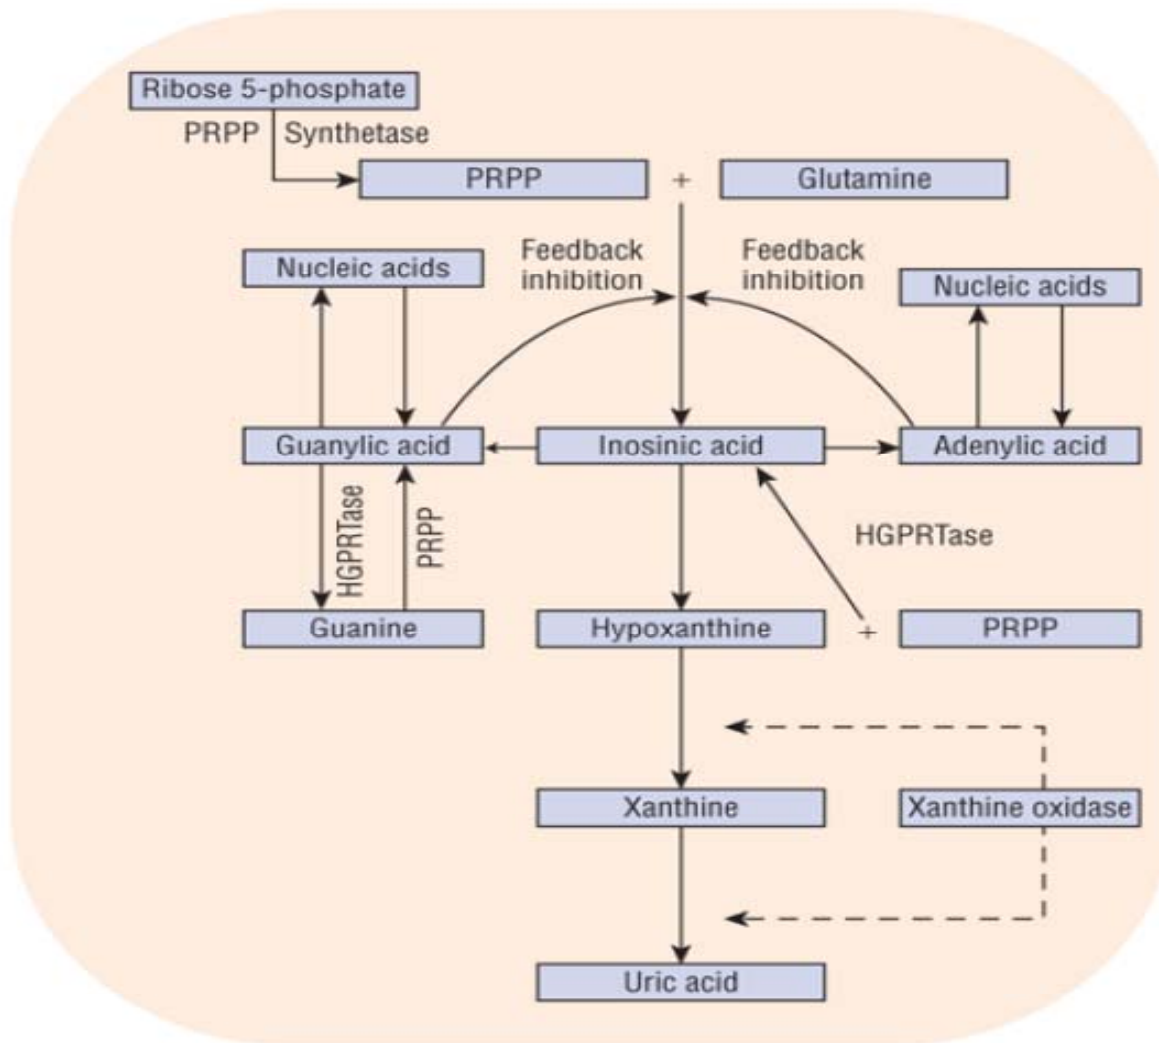 Ribose 5-phosphate
PRPP Synthetase
PRPP + Glutamine
Feedback
inhibition
Feedback
inhibition
Nucleic acids
Nucleic acids
Guanylic acid
Inosinic acid
Adenylic acid
HGPRTase
PRPP
HGPRTase
Guanine
Hypoxanthine + PRPP
Xanthine
Xanthine oxidase
Uric acid